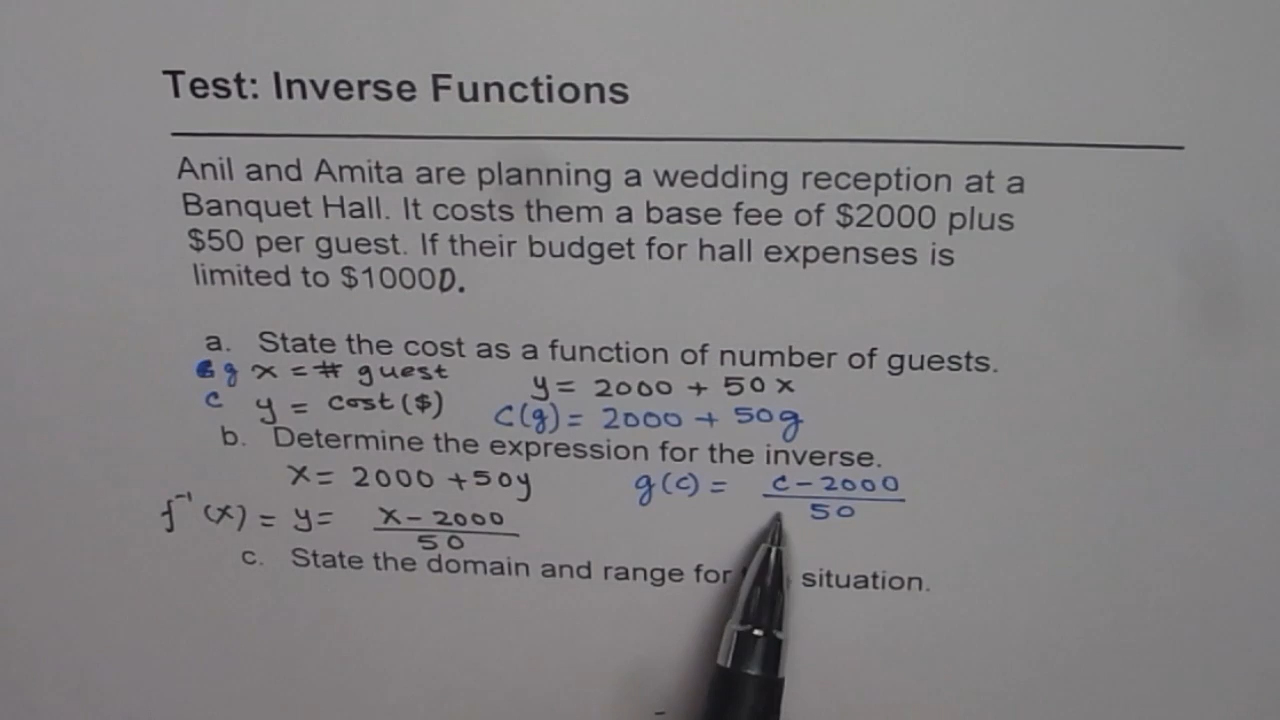 Test: Inverse Functions
Anil and Amita are planning a wedding reception at a
Banquet Hall. It costs them a base fee of $2000 plus
$50 per guest. If their budget for hall expenses is
limited to $10000.
a. State the cost as a function of number of guests.
g x = # guest
y = 2000 + 50x
c y = cost ($)
C(g) = 2000 + 50g
b. Determine the expression for the inverse.
x = 2000 + 50y
g(c) = c - 2000
50
f⁻¹(x) = y = x - 2000
50
c. State the domain and range for situation.